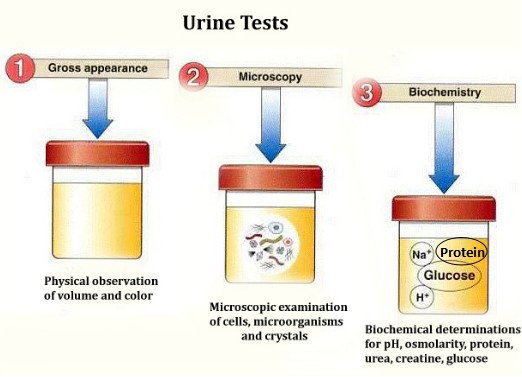 Urine Tests
1 Gross appearance
Physical observation
of volume and color
2 Microscopy
Microscopic examination
of cells, microorganisms
and crystals
3 Biochemistry
Na+ Protein
Glucose
H+
Biochemical determinations
for pH, osmolarity, protein,
urea, creatine, glucose